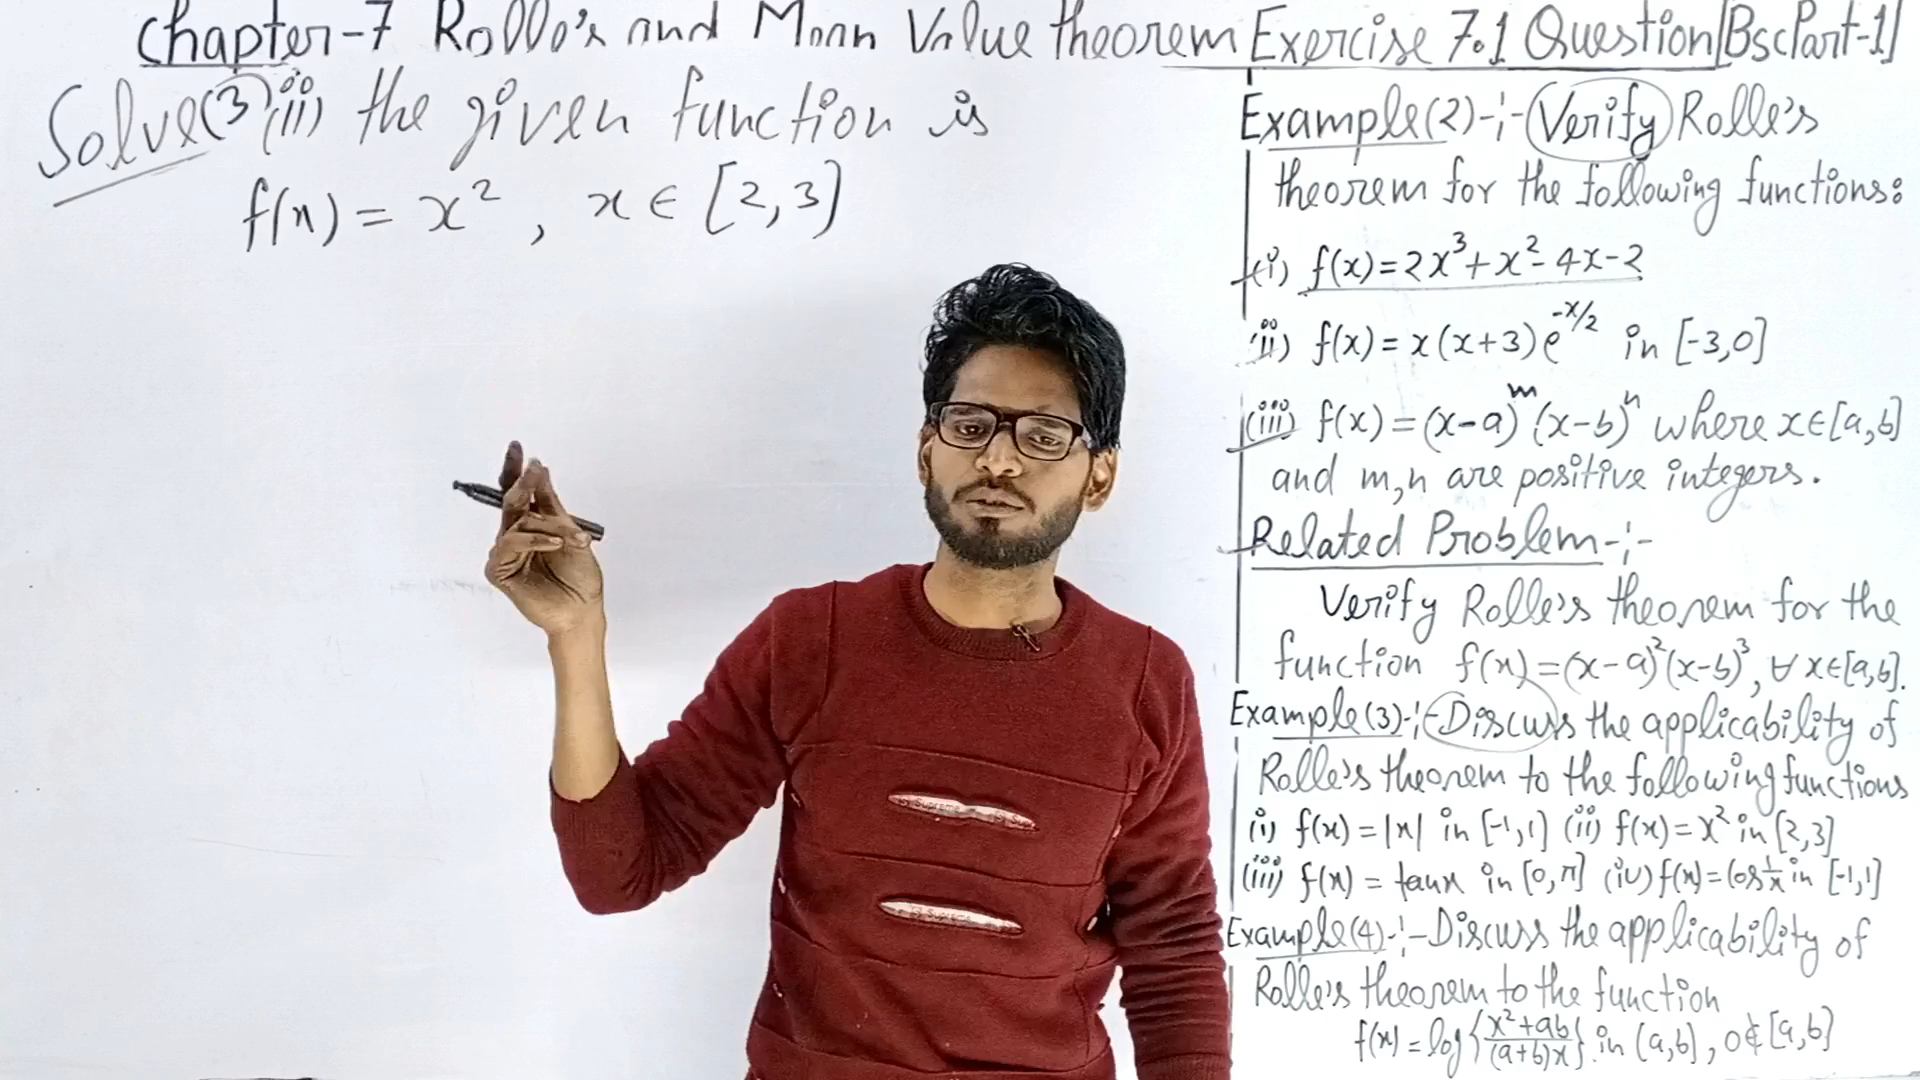 Chapter-7 Rolle's and Mean Value theorem Exercise 7.1 Question [Bsc Part-1]
Solve (3) (ii) the given function is
f(x) = x², x ∈ [2,3]
Example(2)-:- Verify Rolle's
theorem for the following functions:
(i) f(x)=2x³+x²-4x-2
(ii) f(x) = x(x+3)e^{-x/2} in [-3,0]
(iii) f(x) = (x-a)^m (x-b)^n where x∈[a,b]
and m,n are positive integers.
Related Problem-:-
Verify Rolle's theorem for the
function f(x)=(x-a)²(x-b)³, ∀ x∈[a,b].
Example(3)-:-Discuss the applicability of
Rolle's theorem to the following functions
(i) f(x) = |x| in [-1,1] (ii) f(x) = x² in [2,3]
(iii) f(x) = tanx in [0,π] (iv) f(x)=cos 1/x in [-1,1]
Example(4)-:-Discuss the applicability of
Rolle's theorem to the function
f(x) = log{(x²+ab)/((a+b)x)} in [a,b], 0∉[a,b]
Supreme
Supreme